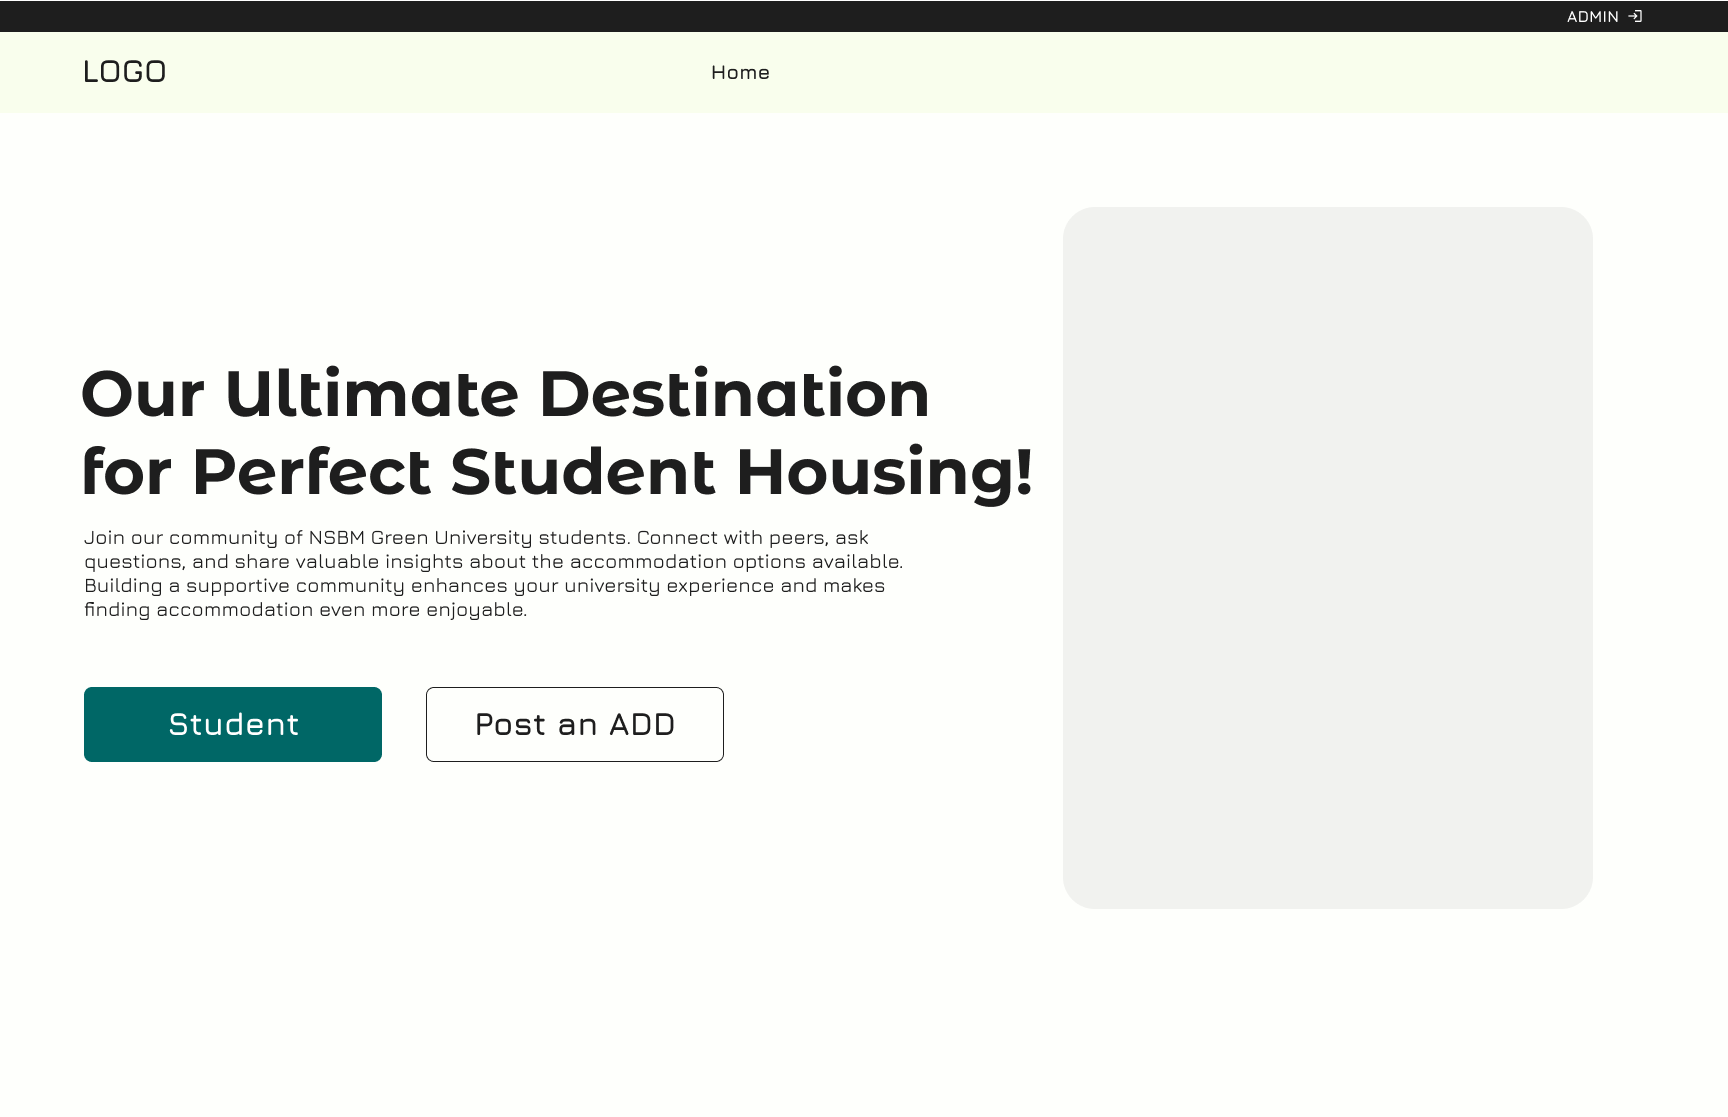 ADMIN
LOGO
Home
Our Ultimate Destination
for Perfect Student Housing!
Join our community of NSBM Green University students. Connect with peers, ask
questions, and share valuable insights about the accommodation options available.
Building a supportive community enhances your university experience and makes
finding accommodation even more enjoyable.
Student
Post an ADD